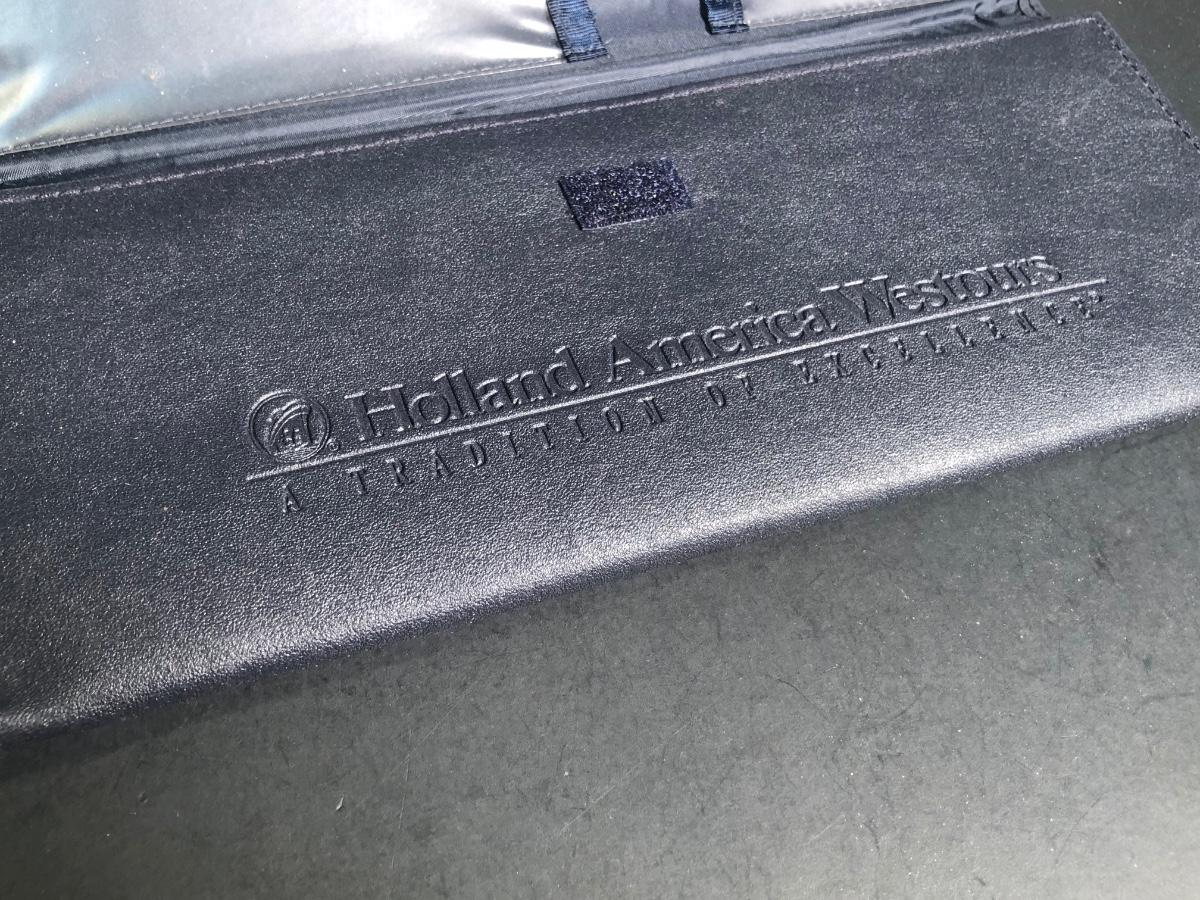 Holland America Westours
A TRADITION OF EXCELLENCE®